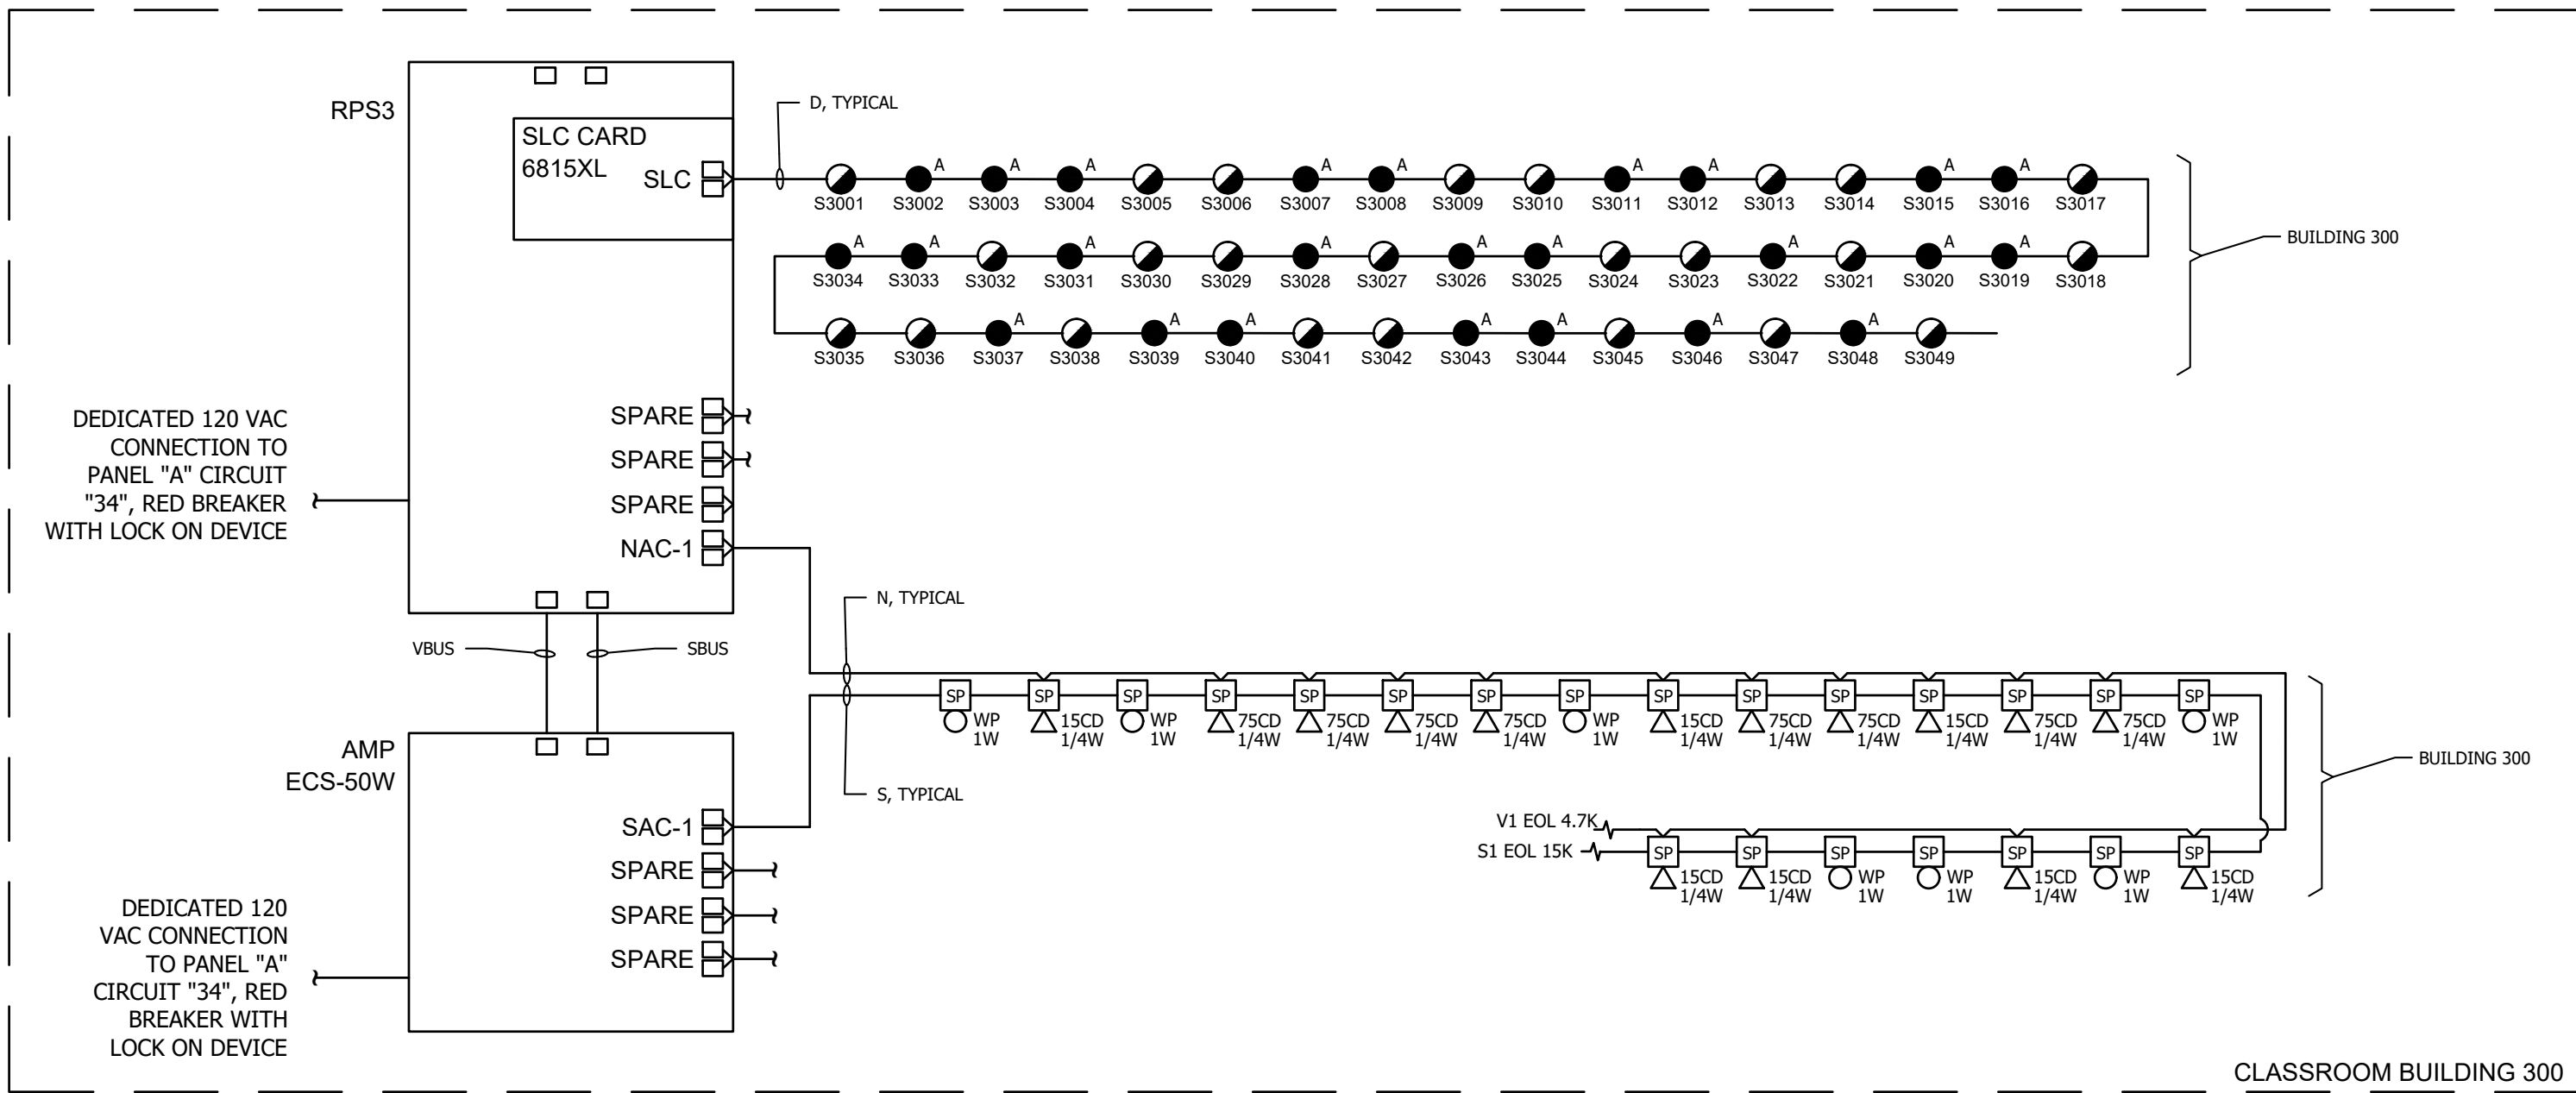 RPS3
SLC CARD
6815XL
SLC
D, TYPICAL
A A A A A A A A A
S3001 S3002 S3003 S3004 S3005 S3006 S3007 S3008 S3009 S3010 S3011 S3012 S3013 S3014 S3015 S3016 S3017
BUILDING 300
A A A A A A A A A
S3034 S3033 S3032 S3031 S3030 S3029 S3028 S3027 S3026 S3025 S3024 S3023 S3022 S3021 S3020 S3019 S3018
A A A A A A A
S3035 S3036 S3037 S3038 S3039 S3040 S3041 S3042 S3043 S3044 S3045 S3046 S3047 S3048 S3049
SPARE
SPARE
SPARE
NAC-1
DEDICATED 120 VAC
CONNECTION TO
PANEL "A" CIRCUIT
"34", RED BREAKER
WITH LOCK ON DEVICE
N, TYPICAL
VBUS
SBUS
SP SP SP SP SP SP SP SP SP SP SP SP SP SP SP
WP 15CD WP 75CD 75CD 75CD 75CD WP 15CD 75CD 75CD 15CD 75CD 75CD WP
1W 1/4W 1W 1/4W 1/4W 1/4W 1/4W 1W 1/4W 1/4W 1/4W 1/4W 1/4W 1/4W 1W
BUILDING 300
S, TYPICAL
AMP
ECS-50W
SAC-1
SPARE
SPARE
SPARE
V1 EOL 4.7K
S1 EOL 15K
SP SP SP SP SP SP SP
15CD 15CD WP WP 15CD WP 15CD
1/4W 1/4W 1W 1W 1/4W 1W 1/4W
DEDICATED 120
VAC CONNECTION
TO PANEL "A"
CIRCUIT "34", RED
BREAKER WITH
LOCK ON DEVICE
CLASSROOM BUILDING 300